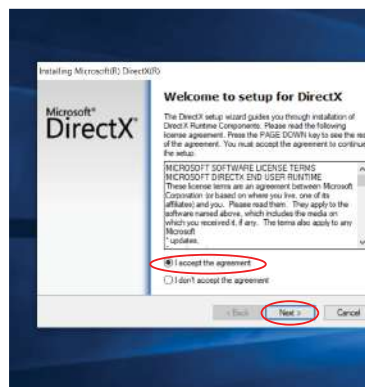 Installing Microsoft(R) DirectX(R)
Microsoft®
DirectX®
Welcome to setup for DirectX
The DirectX setup wizard guides you through installation of
DirectX Runtime Components. Please read the following
license agreement. Press the PAGE DOWN key to see the
of the agreement. You must accept the agreement to continue
the setup.
MICROSOFT SOFTWARE LICENSE TERMS
MICROSOFT DIRECTX END USER RUNTIME
These license terms are an agreement between Microsoft
Corporation (or based on where you live, one of its
affiliates) and you. Please read them. They apply to the
software named above, which includes the media on
which you received it, if any. The terms also apply to any
Microsoft
* updates,
I accept the agreement
I don't accept the agreement
< Back
Next >
Cancel